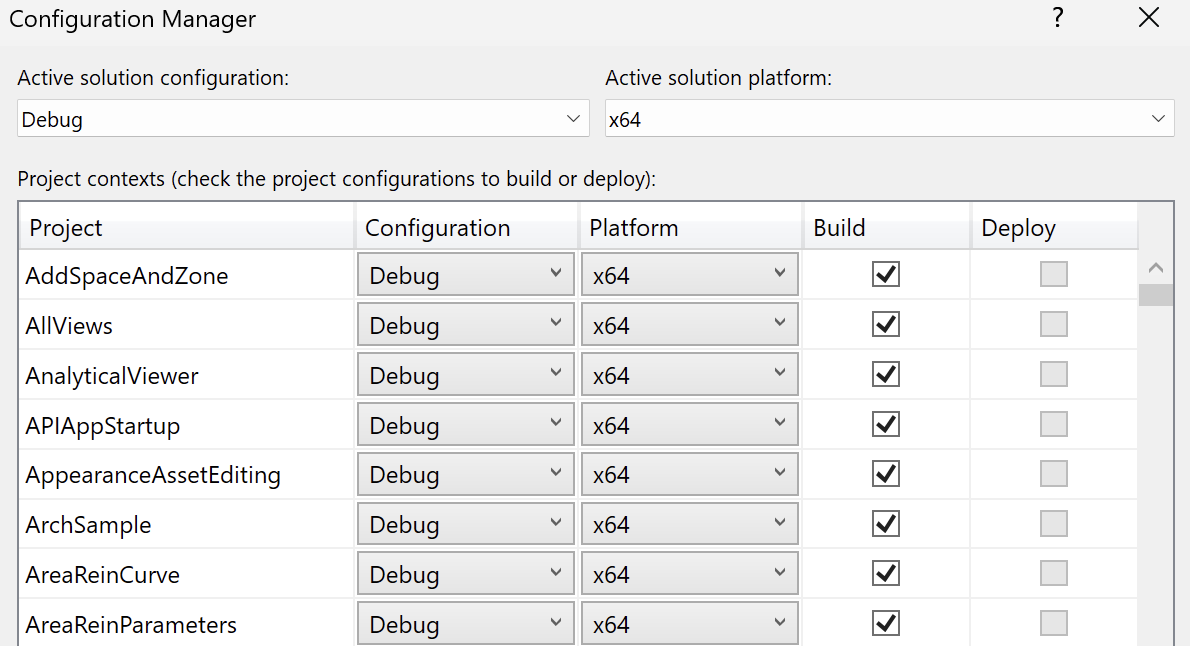 Configuration Manager ?
Active solution configuration: Active solution platform:
Debug x64
Project contexts (check the project configurations to build or deploy):
Project Configuration Platform Build Deploy
AddSpaceAndZone Debug x64
AllViews Debug x64
AnalyticalViewer Debug x64
APIAppStartup Debug x64
AppearanceAssetEditing Debug x64
ArchSample Debug x64
AreaReinCurve Debug x64
AreaReinParameters Debug x64